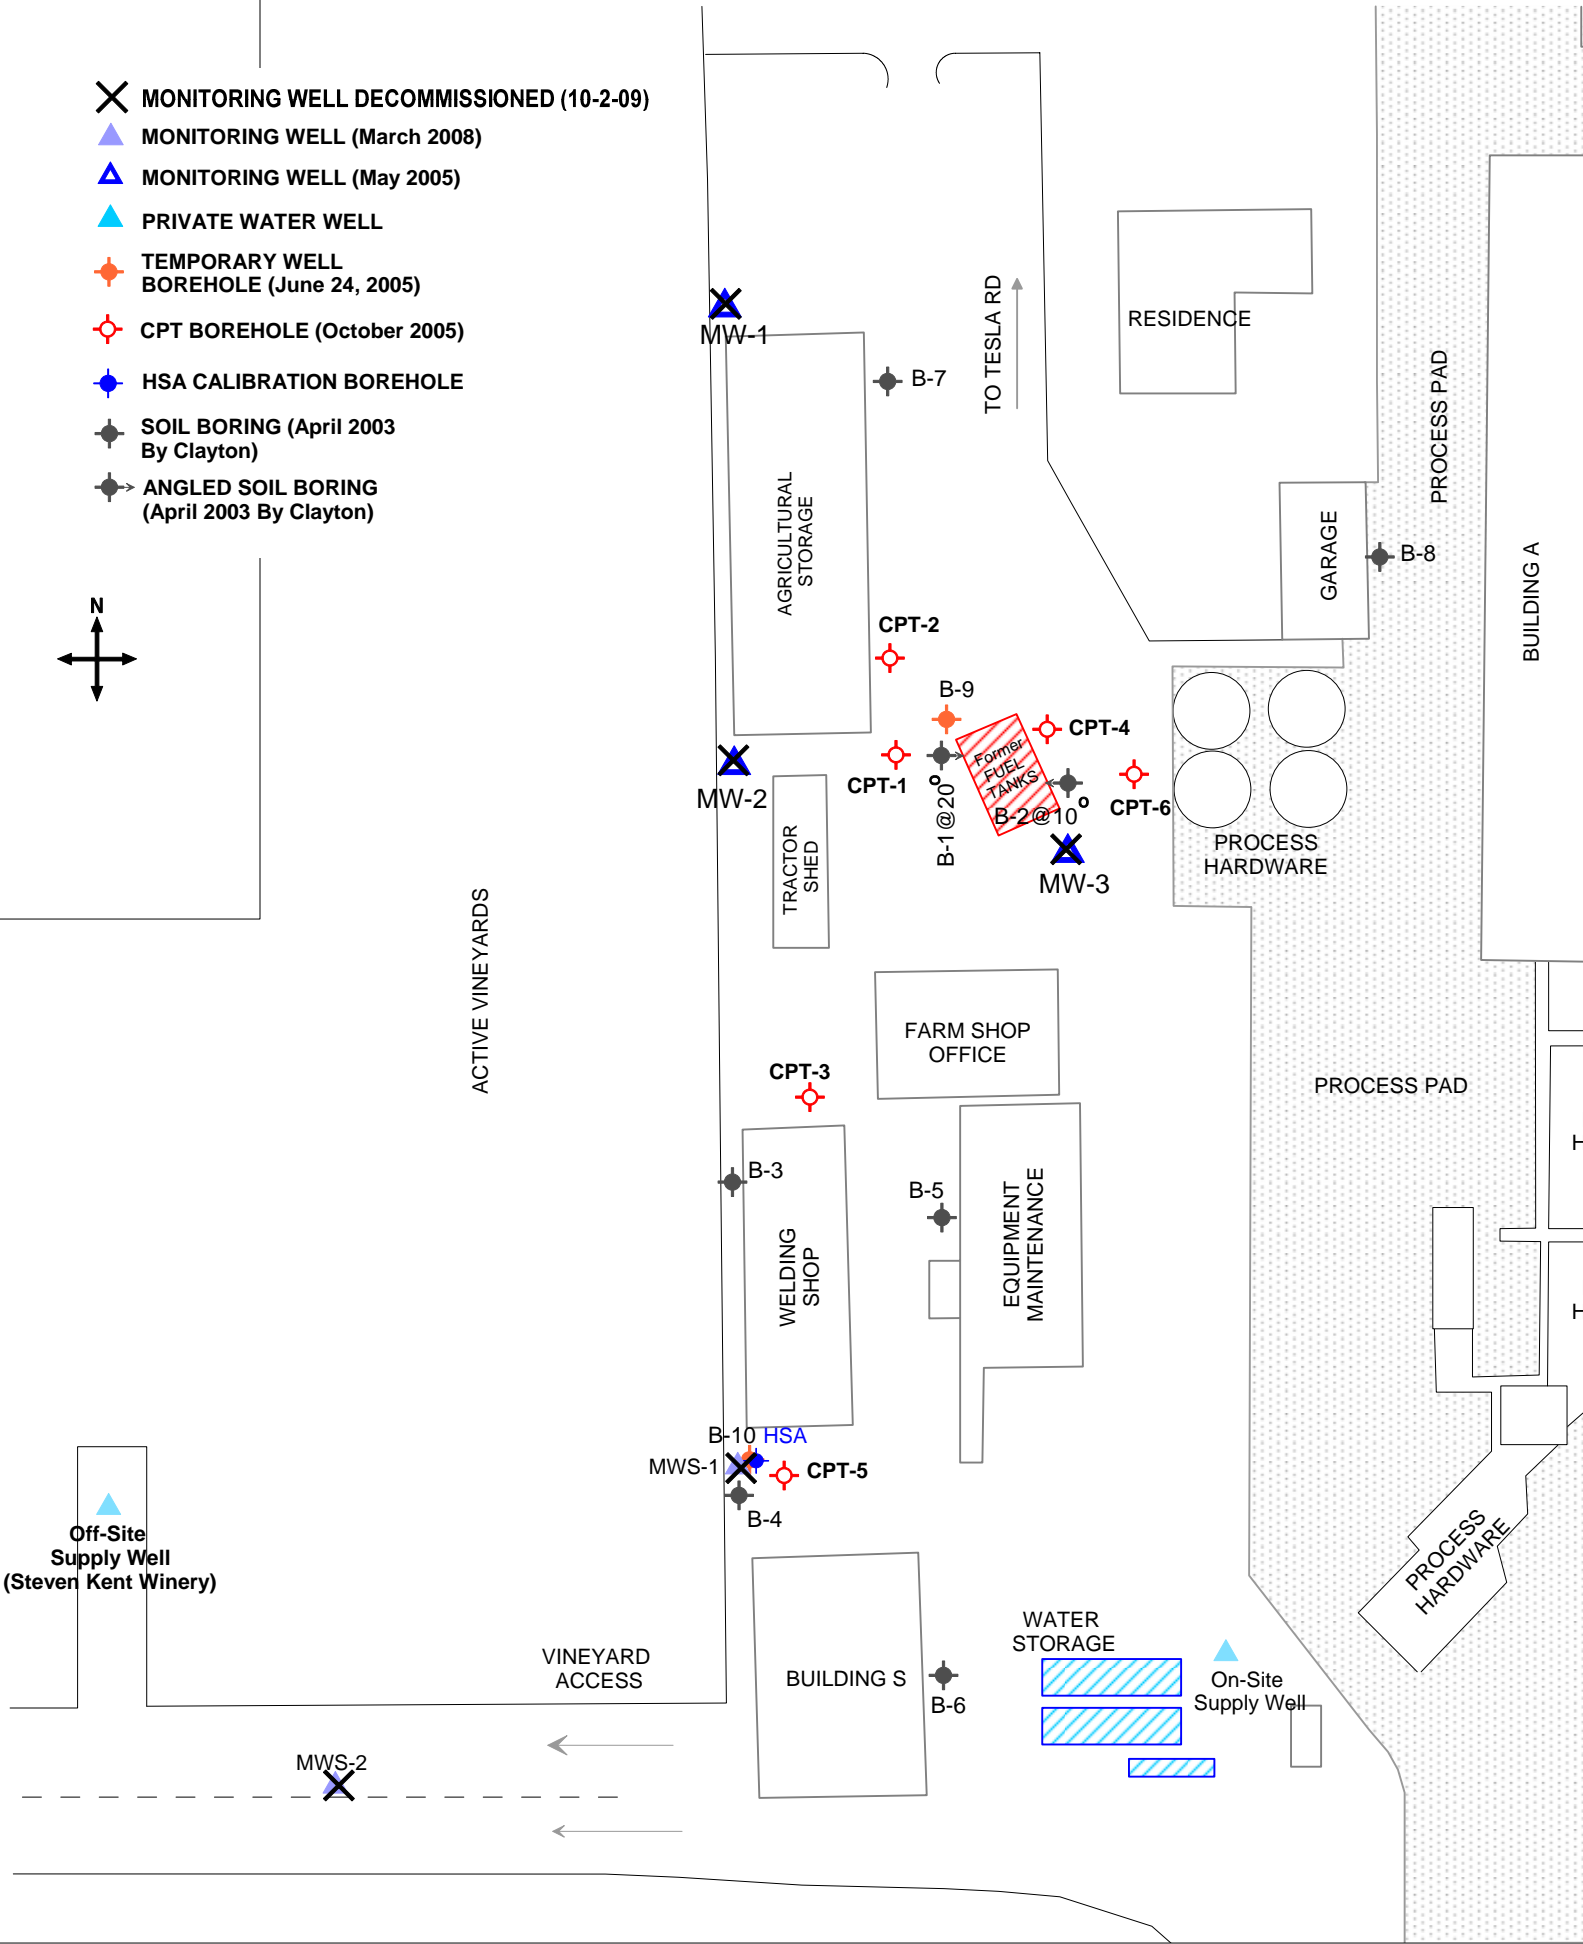 MONITORING WELL DECOMMISSIONED (10-2-09)
MONITORING WELL (March 2008)
MONITORING WELL (May 2005)
PRIVATE WATER WELL
TEMPORARY WELL
BOREHOLE (June 24, 2005)
CPT BOREHOLE (October 2005)
HSA CALIBRATION BOREHOLE
SOIL BORING (April 2003
By Clayton)
ANGLED SOIL BORING
(April 2003 By Clayton)
N
MW-1
B-7
TO TESLA RD
RESIDENCE
PROCESS PAD
AGRICULTURAL
STORAGE
GARAGE
B-8
BUILDING A
CPT-2
B-9
CPT-4
Former
FUEL
TANKS
CPT-1
B-1@20°
B-2@10°
CPT-6
MW-2
MW-3
PROCESS
HARDWARE
TRACTOR
SHED
ACTIVE VINEYARDS
FARM SHOP
OFFICE
CPT-3
PROCESS PAD
H
B-3
B-5
EQUIPMENT
MAINTENANCE
WELDING
SHOP
H
B-10
HSA
MWS-1
CPT-5
B-4
Off-Site
Supply Well
(Steven Kent Winery)
PROCESS
HARDWARE
VINEYARD
ACCESS
BUILDING S
B-6
WATER
STORAGE
On-Site
Supply Well
MWS-2